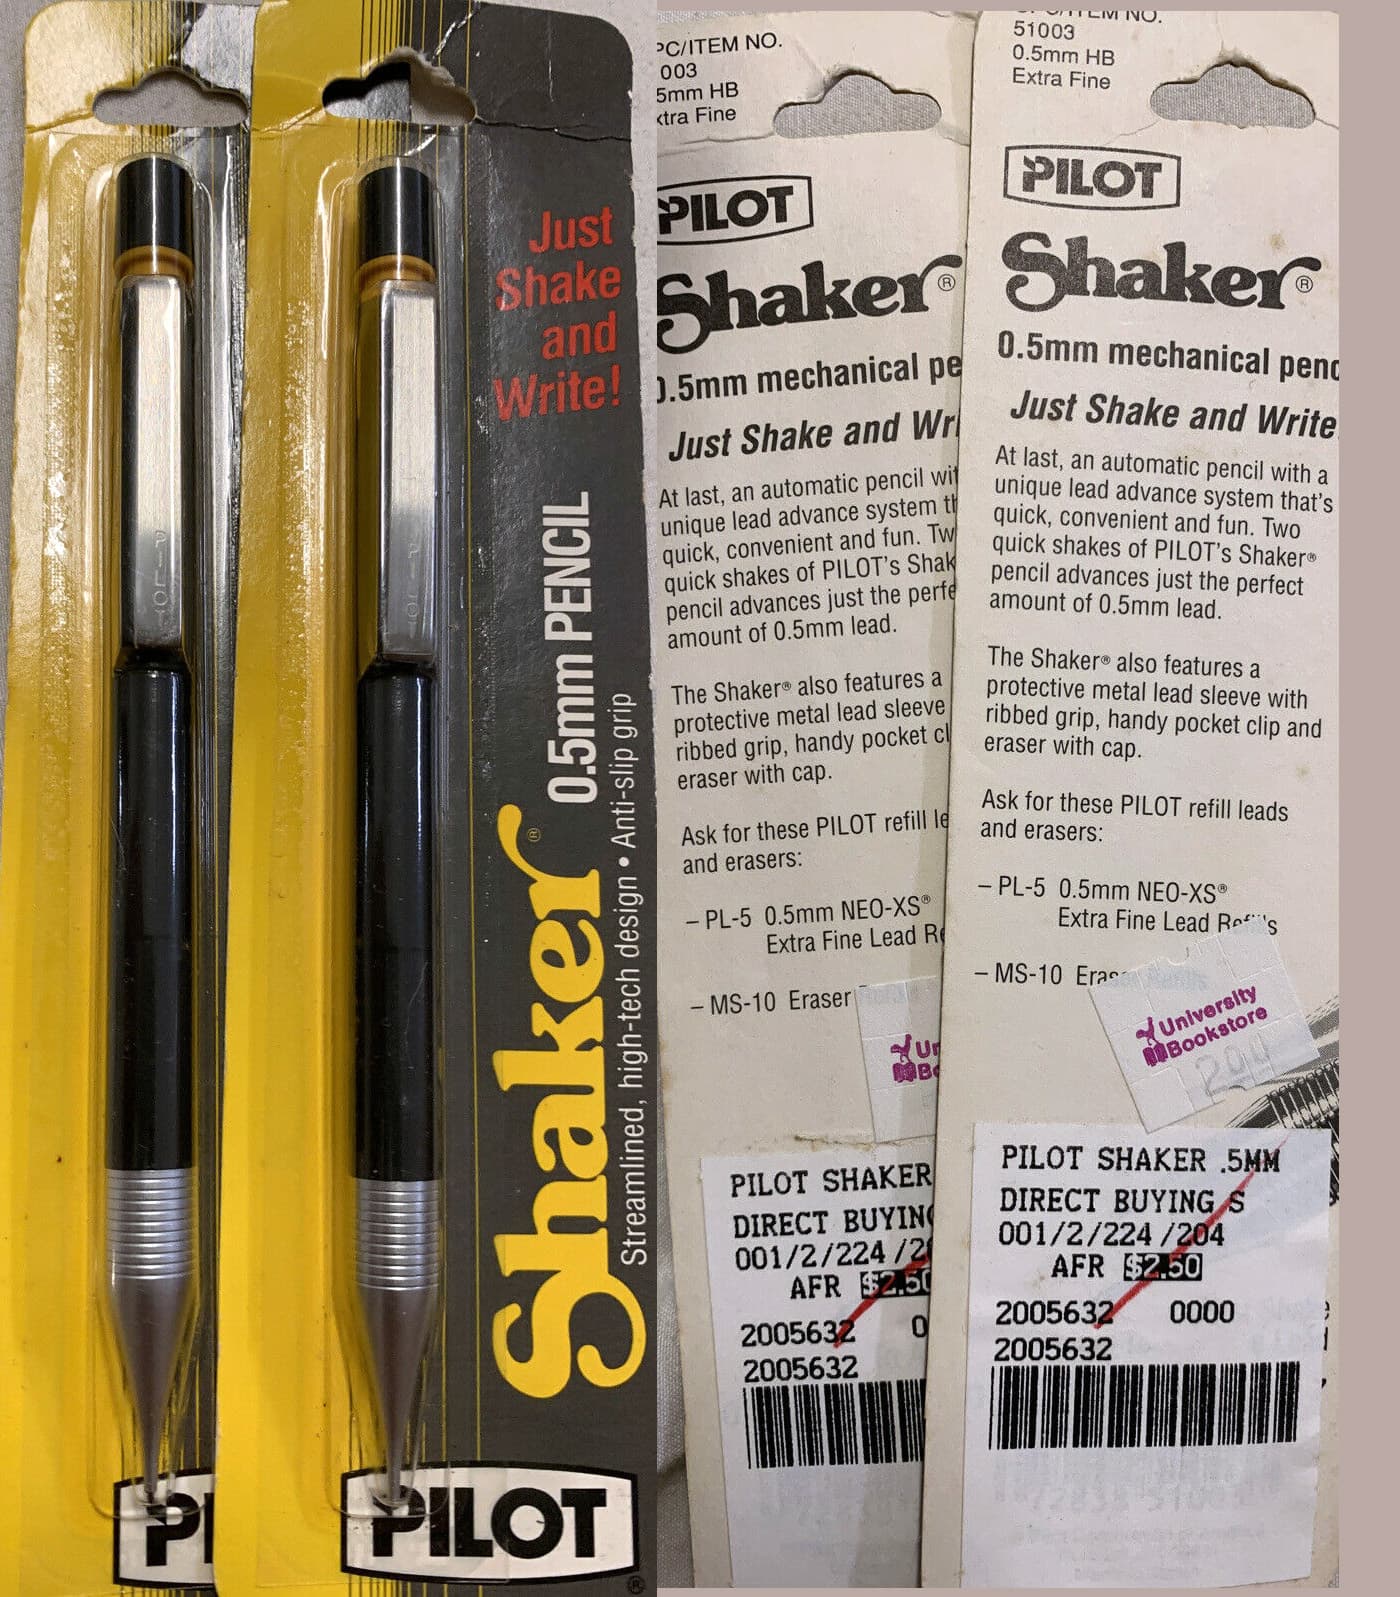 Just
Shake
and
Write!
Shaker®
0.5mm PENCIL
Streamlined, high-tech design • Anti-slip grip
PILOT
PILOT
PILOT
®
PC/ITEM NO.
003
5mm HB
xtra Fine
PILOT
Shaker®
0.5mm mechanical pe
Just Shake and Wri
At last, an automatic pencil wit
unique lead advance system th
quick, convenient and fun. Tw
quick shakes of PILOT's Shak
pencil advances just the perfe
amount of 0.5mm lead.
The Shaker® also features a
protective metal lead sleeve
ribbed grip, handy pocket cl
eraser with cap.
Ask for these PILOT refill le
and erasers:
– PL-5 0.5mm NEO-XS®
Extra Fine Lead Re
– MS-10 Eraser
Un
Bo
PILOT SHAKER
DIRECT BUYING
001/2/224 /20
AFR $2.50
2005632 0
2005632
ITEM NO.
51003
0.5mm HB
Extra Fine
PILOT
Shaker®
0.5mm mechanical penc
Just Shake and Write
At last, an automatic pencil with a
unique lead advance system that's
quick, convenient and fun. Two
quick shakes of PILOT's Shaker®
pencil advances just the perfect
amount of 0.5mm lead.
The Shaker® also features a
protective metal lead sleeve with
ribbed grip, handy pocket clip and
eraser with cap.
Ask for these PILOT refill leads
and erasers:
– PL-5 0.5mm NEO-XS®
Extra Fine Lead Refills
– MS-10 Eraser Refills
University
Bookstore
200
PILOT SHAKER .5MM
DIRECT BUYING S
001/2/224 /204
AFR $2.50
2005632 0000
2005632